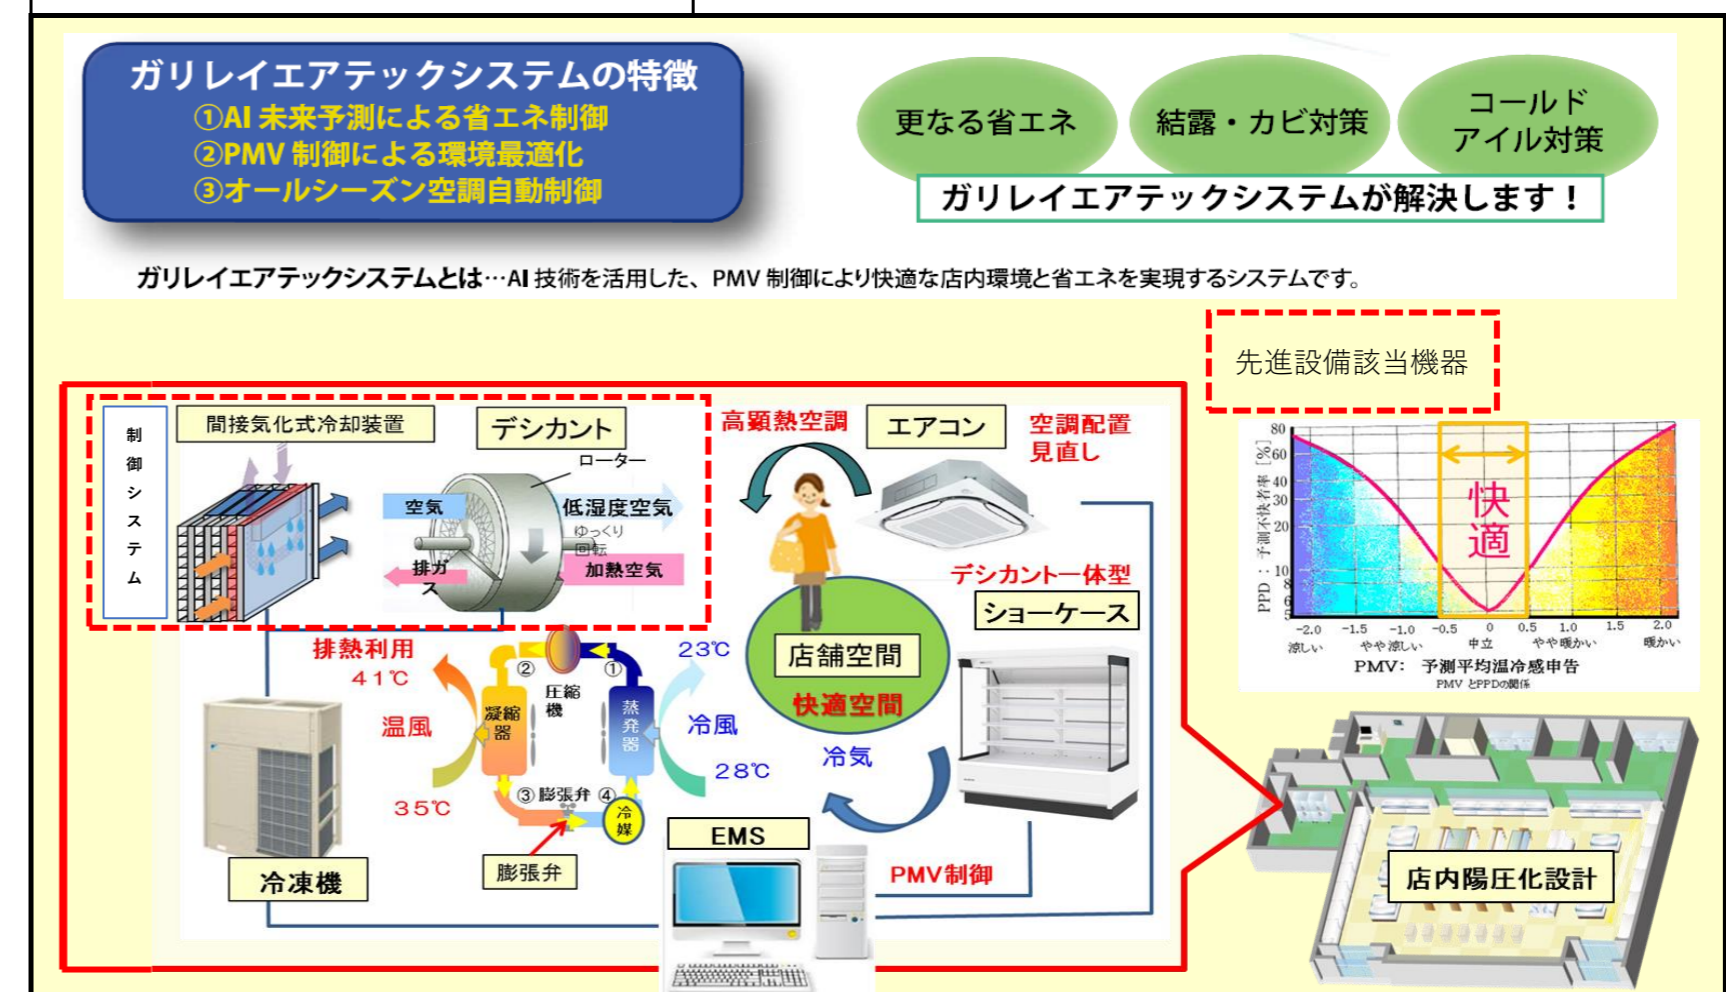 ガリレイエアテックシステムの特徴
①AI 未来予測による省エネ制御
②PMV 制御による環境最適化
③オールシーズン空調自動制御
更なる省エネ
結露・カビ対策
コールド
アイル対策
ガリレイエアテックシステムが解決します！
ガリレイエアテックシステムとは…AI 技術を活用した、PMV 制御により快適な店内環境と省エネを実現するシステムです。
先進設備該当機器
制御システム
間接気化式冷却装置
デシカント
ローター
空気
低湿度空気
ゆっくり
回転
排ガ
ス
加熱空気
高顕熱空調
エアコン
空調配置
見直し
デシカント一体型
ショーケース
店舗空間
快適空間
冷気
排熱利用
41℃
温風
35℃
②
①
圧縮
機
凝縮
器
蒸発器
23℃
冷風
28℃
③膨張弁④
冷
媒
膨張弁
冷凍機
EMS
PMV制御
PPD：予測不快者率［%］
80
60
40
30
20
10
8
6
5
快適
-2.0 -1.5 -1.0 -0.5 0 0.5 1.0 1.5 2.0
涼しい やや涼しい 中立 やや暖かい 暖かい
PMV： 予測平均温冷感申告
PMV とPPDの関係
店内陽圧化設計